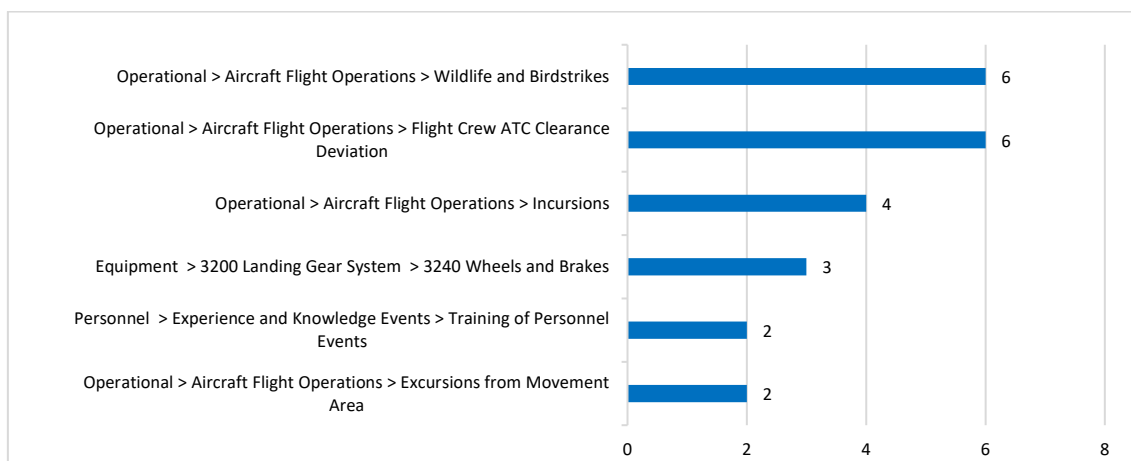 Operational > Aircraft Flight Operations > Wildlife and Birdstrikes
6
Operational > Aircraft Flight Operations > Flight Crew ATC Clearance
Deviation
6
Operational > Aircraft Flight Operations > Incursions
4
Equipment > 3200 Landing Gear System > 3240 Wheels and Brakes
3
Personnel > Experience and Knowledge Events > Training of Personnel
Events
2
Operational > Aircraft Flight Operations > Excursions from Movement
Area
2
0 2 4 6 8